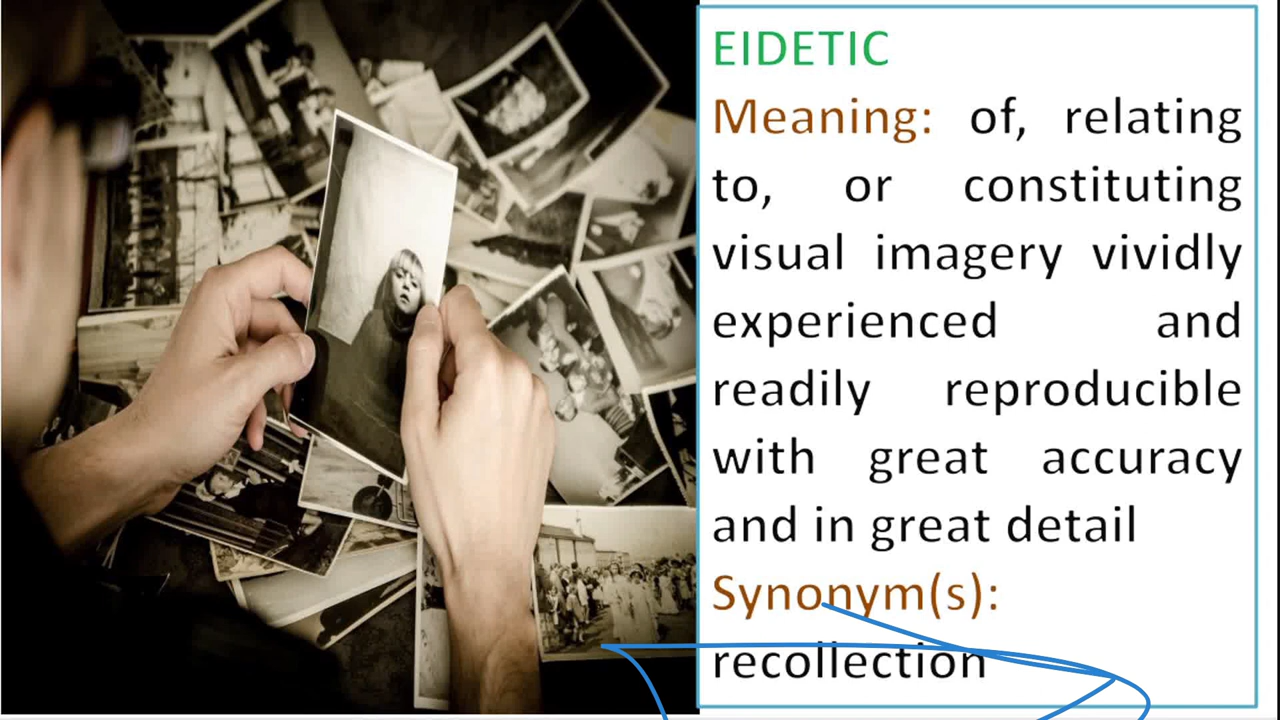 EIDETIC
Meaning: of, relating
to, or constituting
visual imagery vividly
experienced and
readily reproducible
with great accuracy
and in great detail
Synonym(s):
recollection